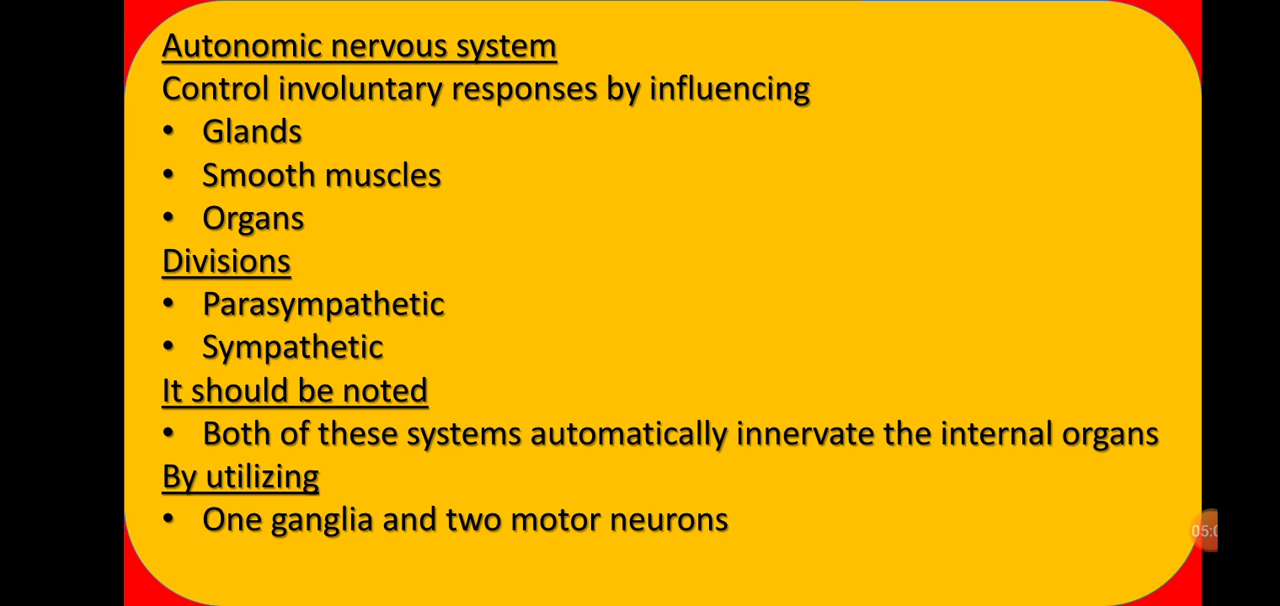 Autonomic nervous system
Control involuntary responses by influencing
• Glands
• Smooth muscles
• Organs
Divisions
• Parasympathetic
• Sympathetic
It should be noted
• Both of these systems automatically innervate the internal organs
By utilizing
• One ganglia and two motor neurons